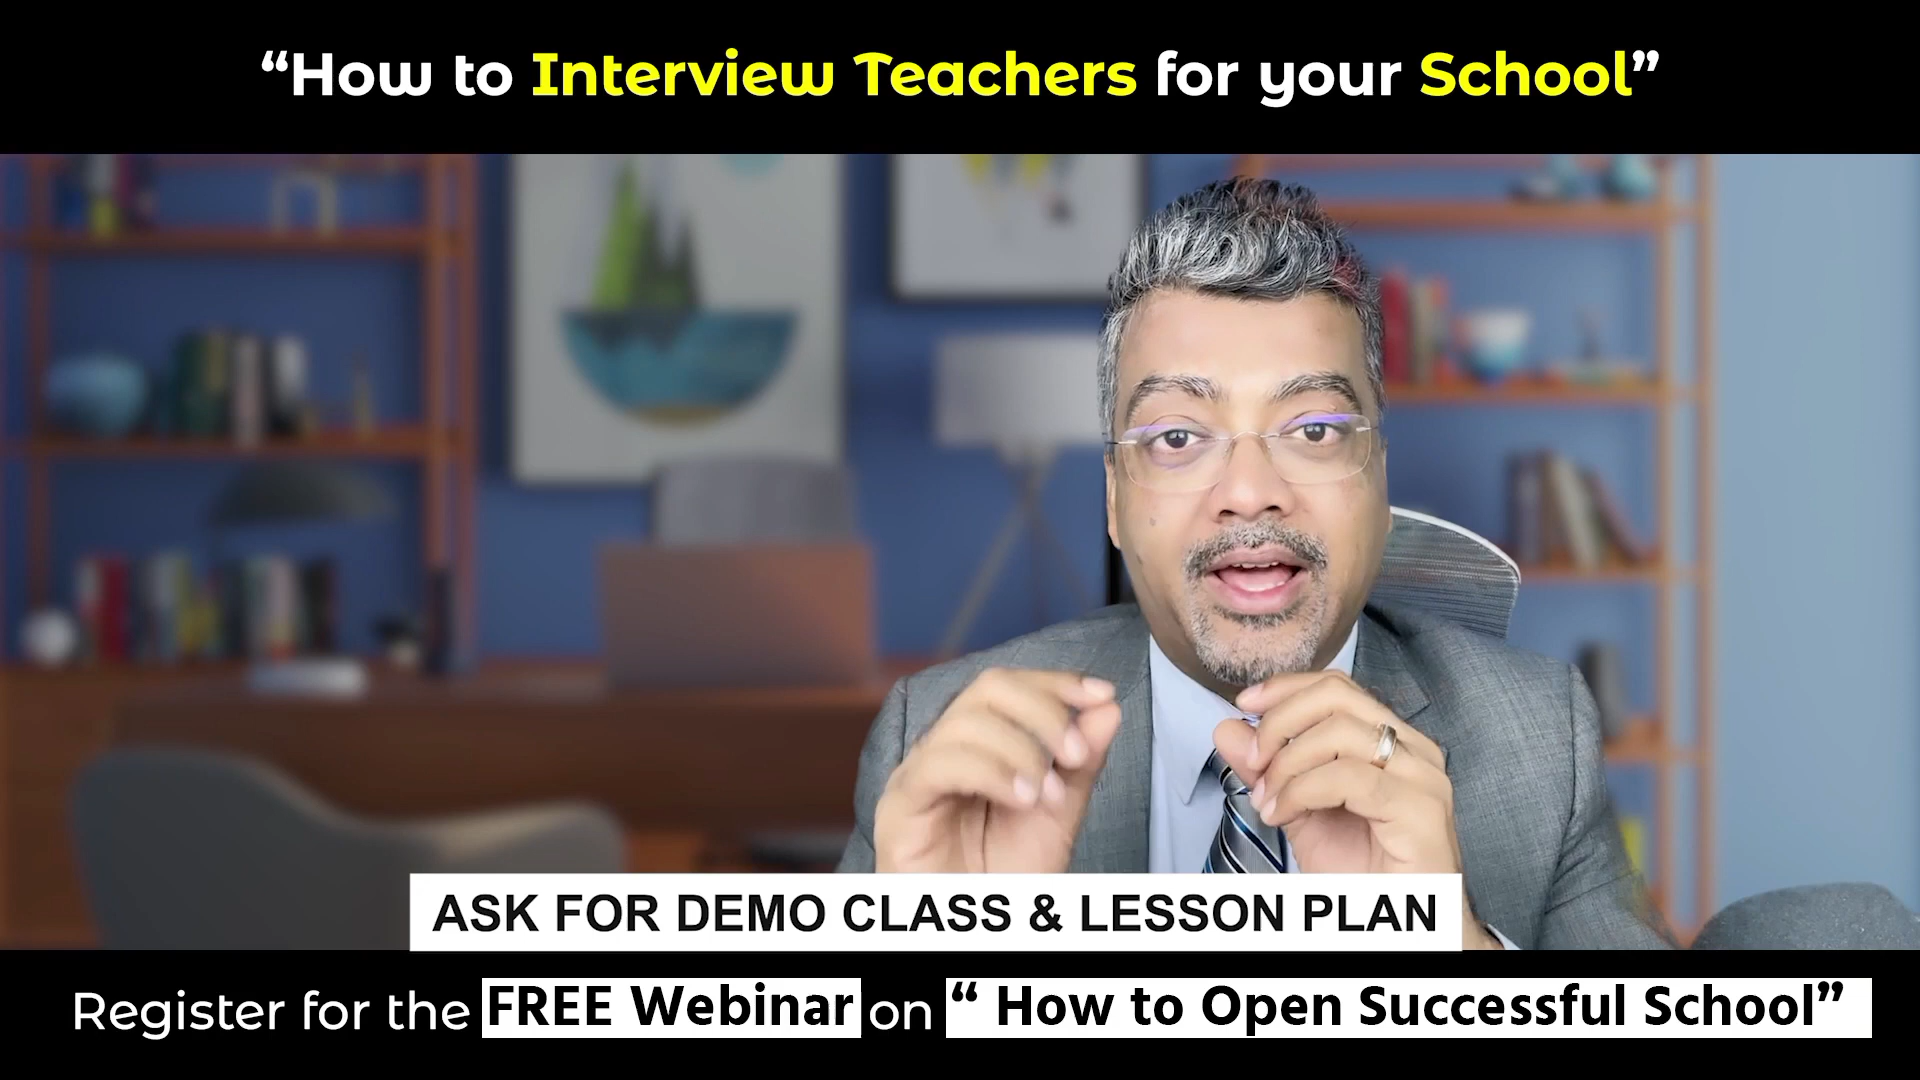 “How to Interview Teachers for your School”
ASK FOR DEMO CLASS & LESSON PLAN
Register for the FREE Webinar on “ How to Open Successful School”